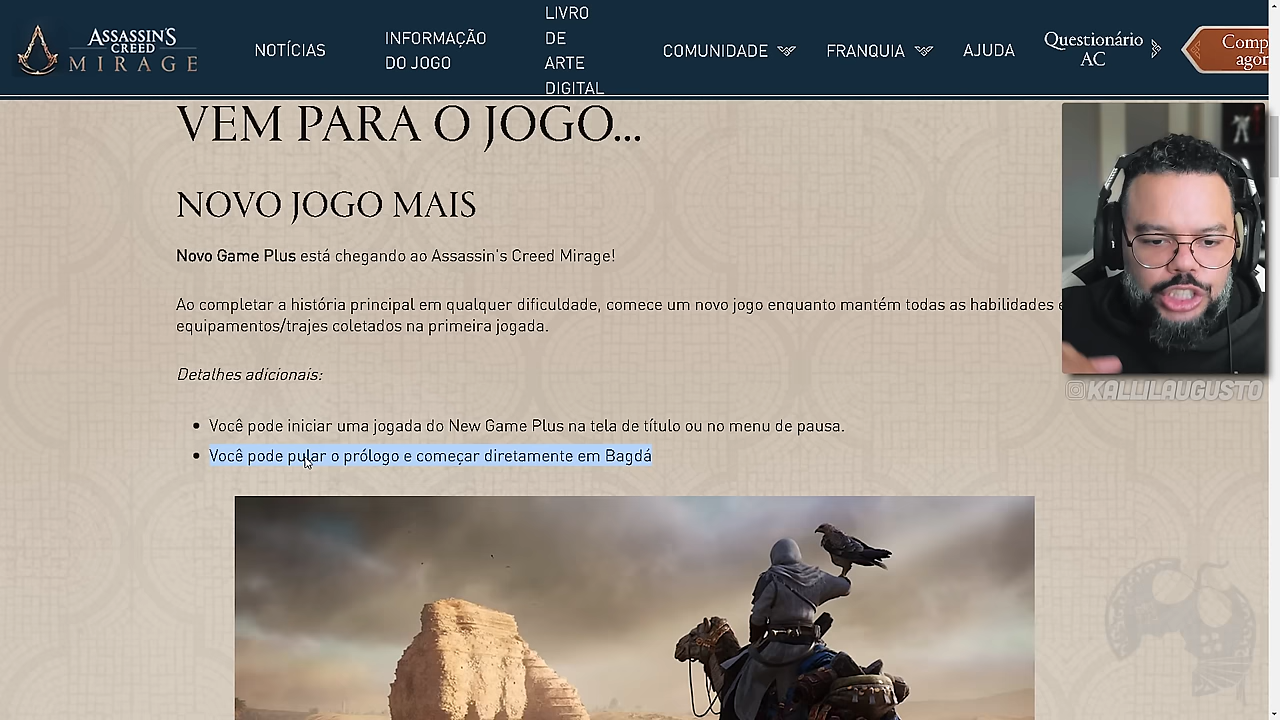 ASSASSIN'S
CREED
MIRAGE
NOTÍCIAS
INFORMAÇÃO
DO JOGO
LIVRO
DE
ARTE
DIGITAL
COMUNIDADE
FRANQUIA
AJUDA
Questionário
AC
Comp
agor
VEM PARA O JOGO...
NOVO JOGO MAIS
Novo Game Plus está chegando ao Assassin's Creed Mirage!
Ao completar a história principal em qualquer dificuldade, comece um novo jogo enquanto mantém todas as habilidades e
equipamentos/trajes coletados na primeira jogada.
Detalhes adicionais:
• Você pode iniciar uma jogada do New Game Plus na tela de título ou no menu de pausa.
• Você pode pular o prólogo e começar diretamente em Bagdá
@KALLILAUGUSTO